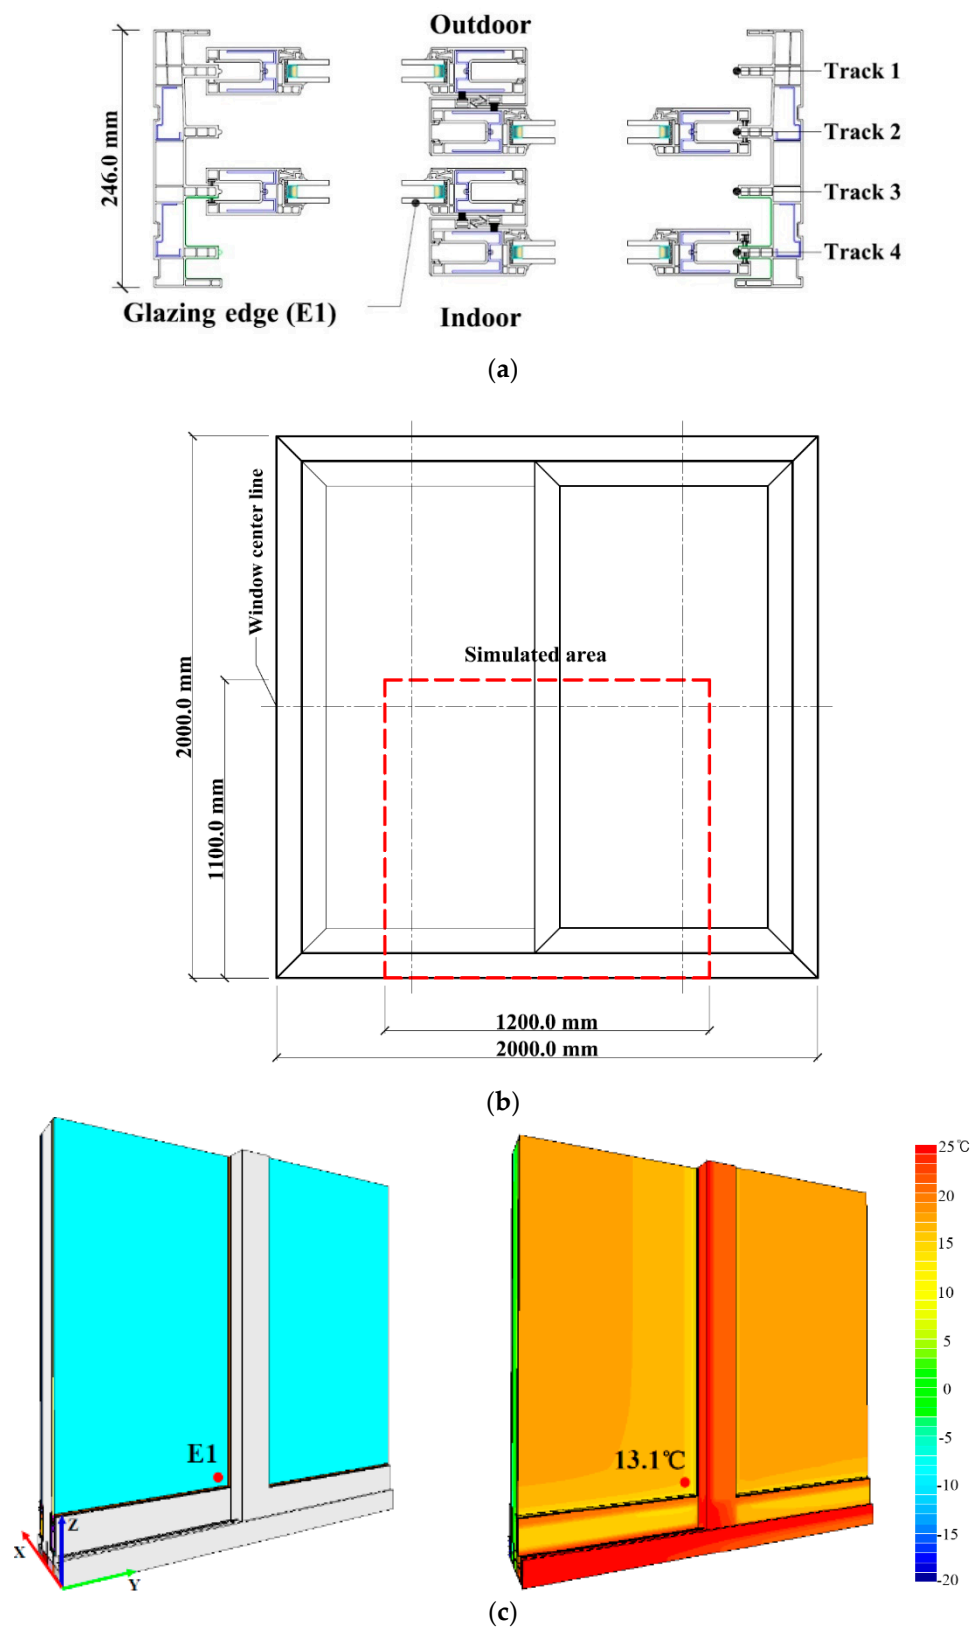 Outdoor
246.0 mm
Track 1
Track 2
Track 3
Track 4
Glazing edge (E1)
Indoor
(a)
Window center line
Simulated area
2000.0 mm
1100.0 mm
1200.0 mm
2000.0 mm
(b)
E1
Z
X
Y
13.1℃
25℃
20
15
10
5
0
-5
-10
-15
-20
(c)